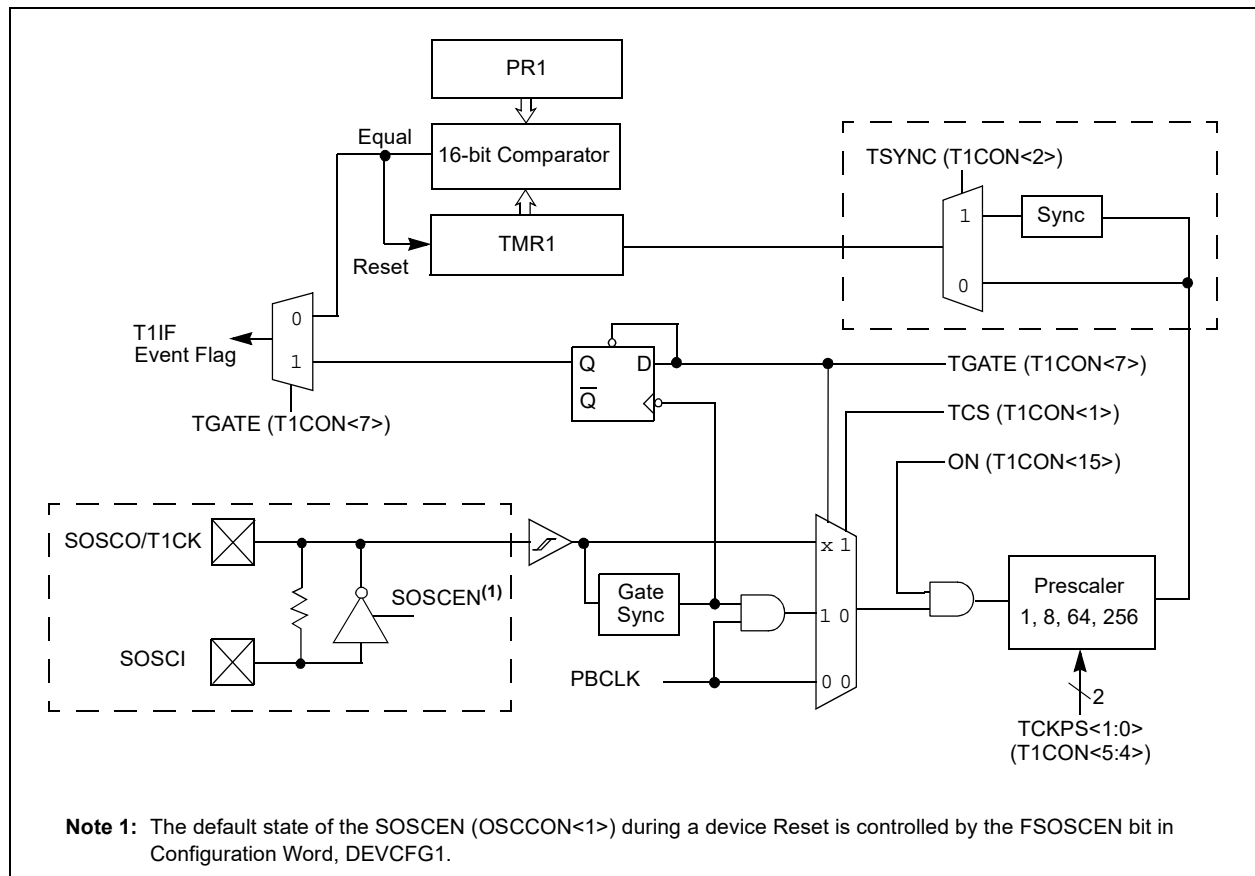 PR1
Equal
16-bit Comparator
TSYNC (T1CON<2>)
1
Sync
TMR1
Reset
0
0
T1IF
Event Flag
1
Q D
Q
TGATE (T1CON<7>)
TGATE (T1CON<7>)
TCS (T1CON<1>)
ON (T1CON<15>)
SOSCO/T1CK
x 1
SOSCEN(1)
Gate
Sync
1 0
Prescaler
1, 8, 64, 256
SOSCI
PBCLK
0 0
2
TCKPS<1:0>
(T1CON<5:4>)
Note 1: The default state of the SOSCEN (OSCCON<1>) during a device Reset is controlled by the FSOSCEN bit in
Configuration Word, DEVCFG1.